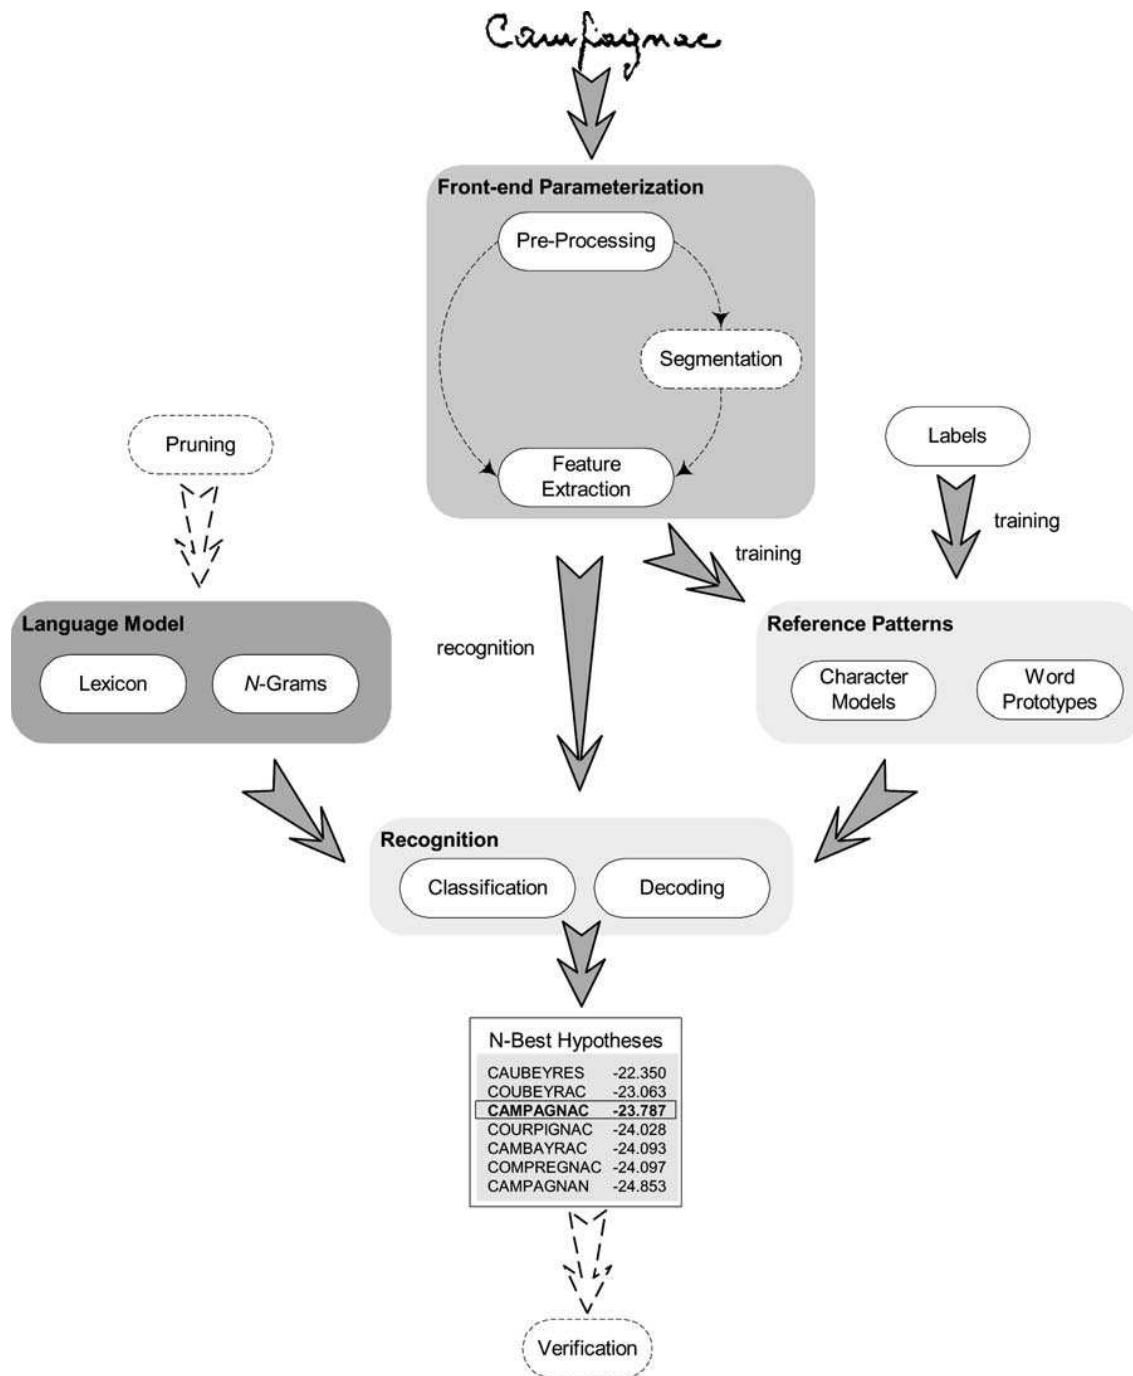 Campagnac
Front-end Parameterization
Pre-Processing
Segmentation
Feature
Extraction
Pruning
Labels
training
training
Language Model
Lexicon
N-Grams
recognition
Reference Patterns
Character
Models
Word
Prototypes
Recognition
Classification
Decoding
N-Best Hypotheses
CAUBEYRES -22.350
COUBEYRAC -23.063
CAMPAGNAC -23.787
COURPIGNAC -24.028
CAMBAYRAC -24.093
COMPREGNAC -24.097
CAMPAGNAN -24.853
Verification